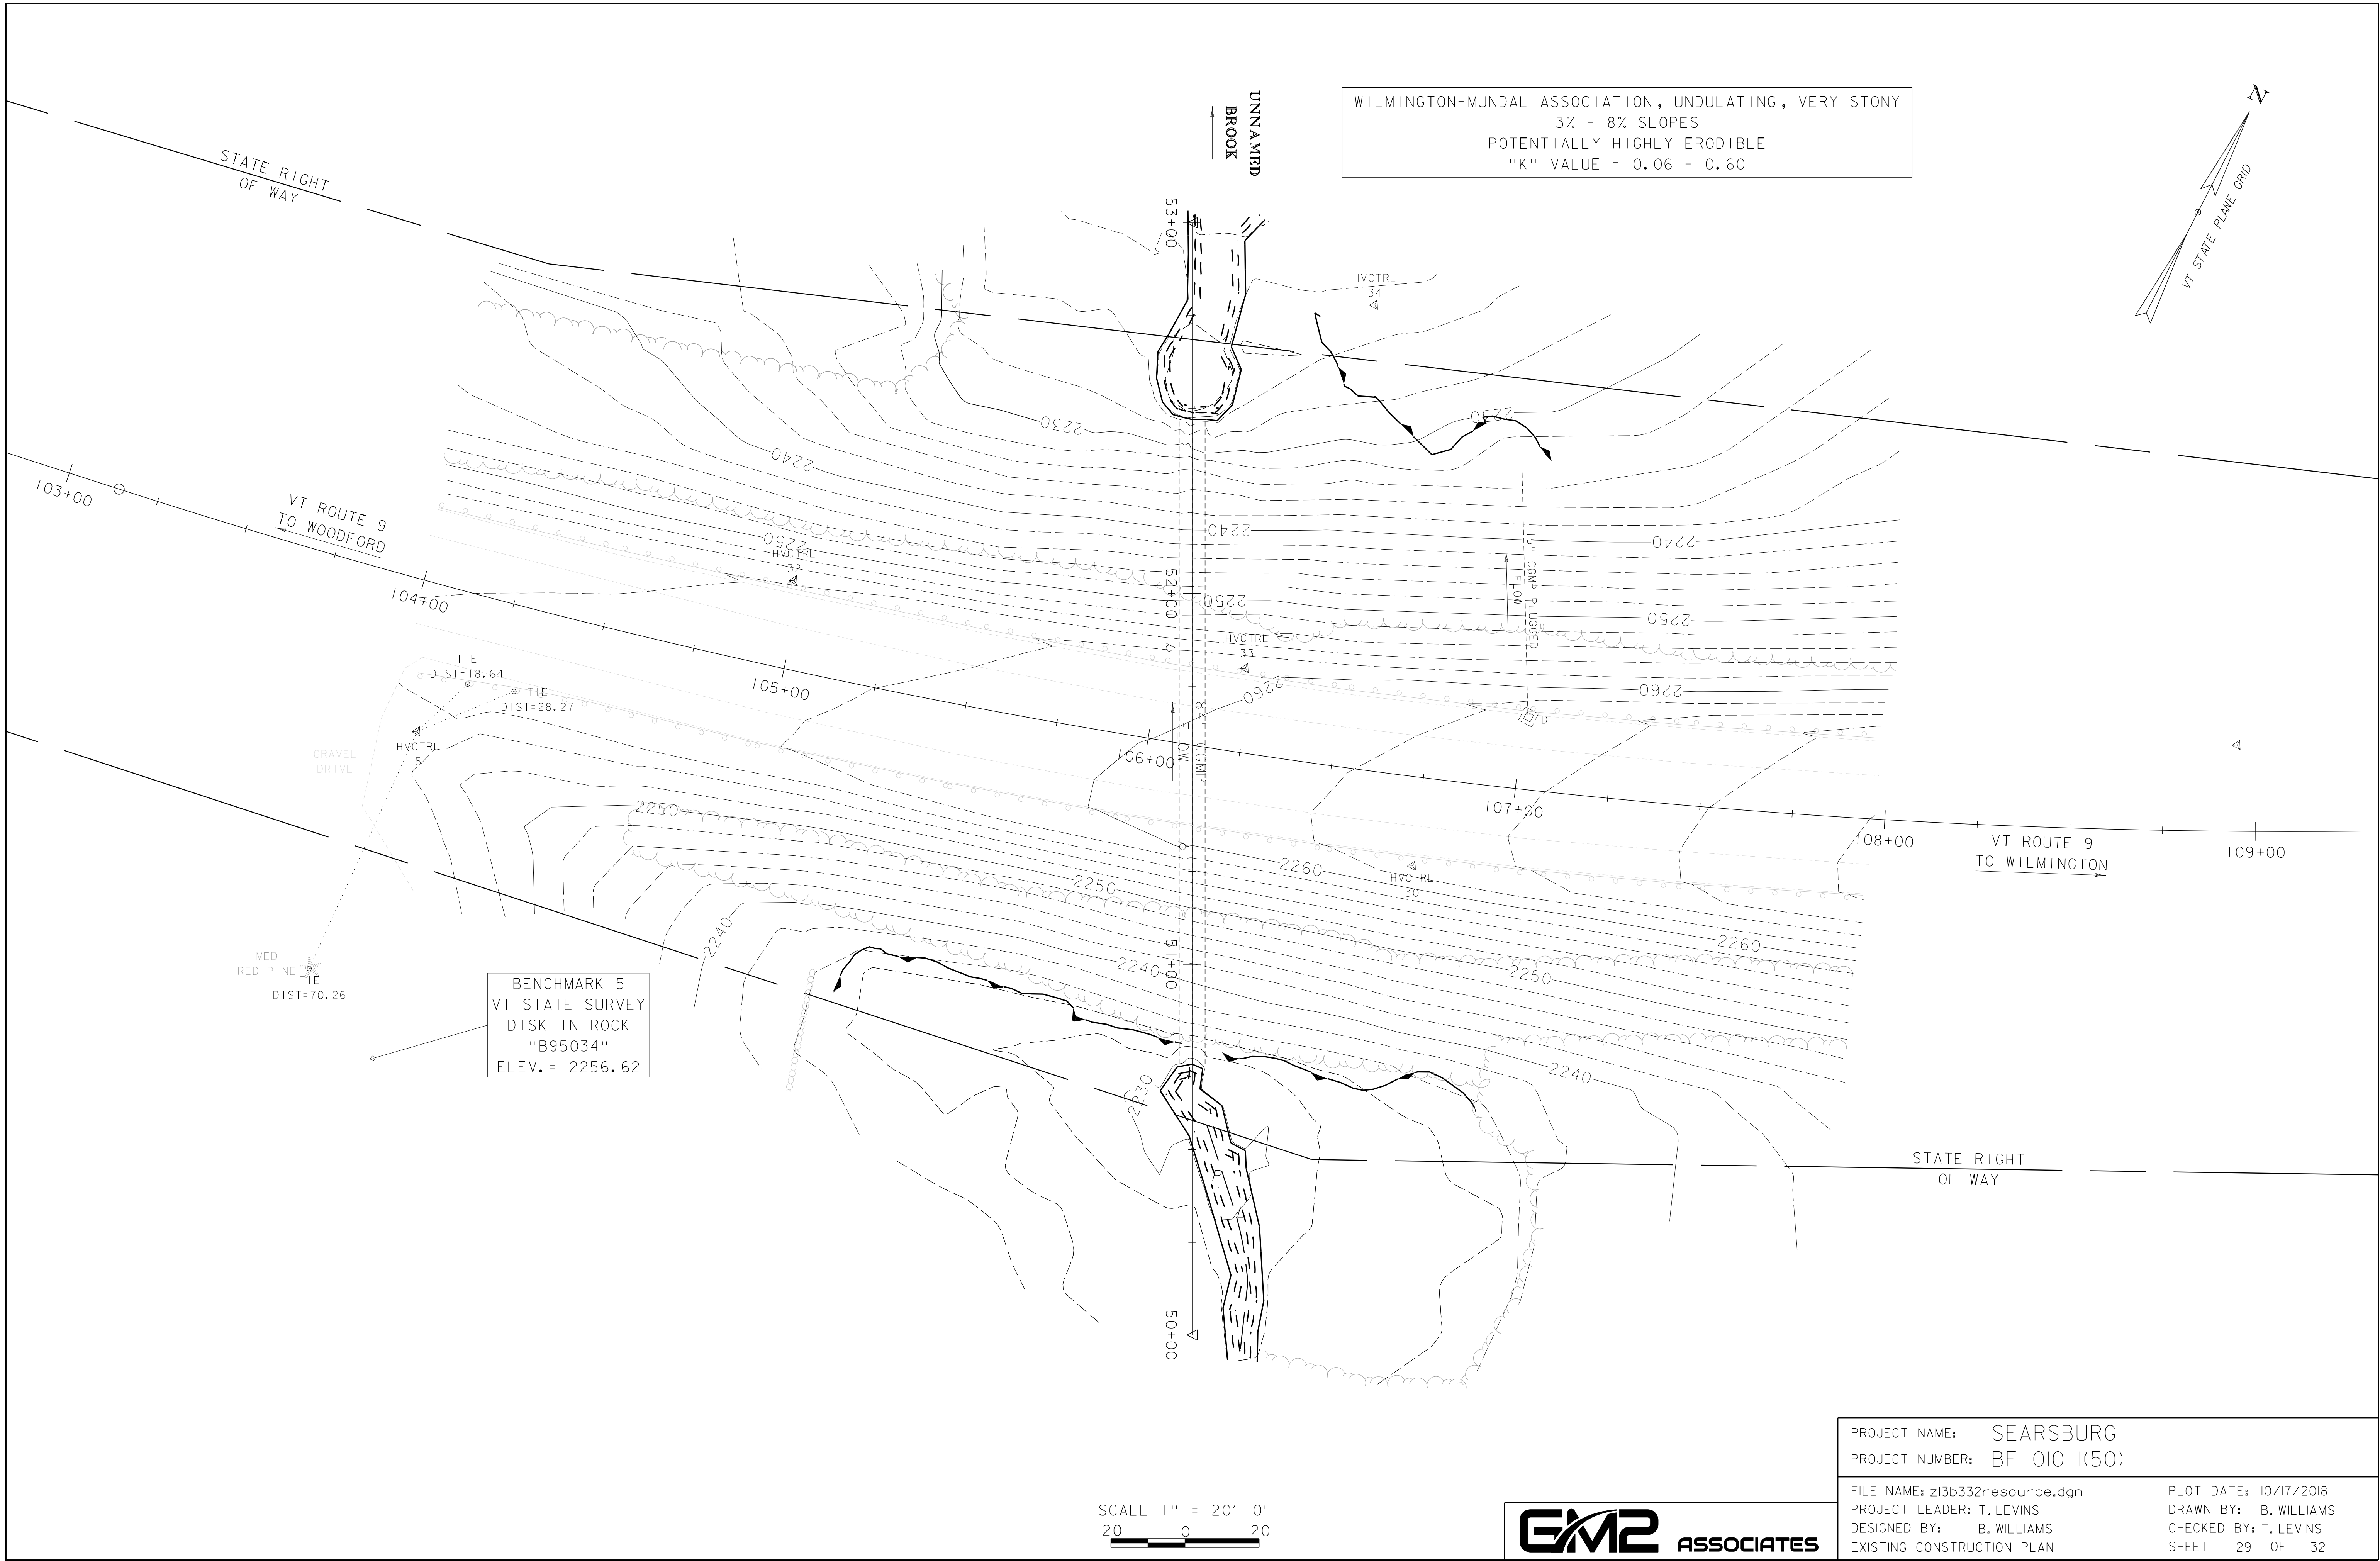 UNNAMED
BROOK
WILMINGTON-MUNDAL ASSOCIATION, UNDULATING, VERY STONY
3% - 8% SLOPES
POTENTIALLY HIGHLY ERODIBLE
"K" VALUE = 0.06 - 0.60
N
VT STATE PLANE GRID
STATE RIGHT
OF WAY
53+00
HVCTRL
34
2230
2230
2240
103+00
VT ROUTE 9
TO WOODFORD
2250
HVCTRL
32
2240
2240
15" CGMP PLUGGED
FLOW
104+00
52+00
2250
2250
HVCTRL
33
TIE
DIST=18.64
TIE
DIST=28.27
105+00
2260
2260
DI
HVCTRL
5
GRAVEL
DRIVE
84" CGMP
FLOW
106+00
107+00
108+00
VT ROUTE 9
TO WILMINGTON
109+00
2250
2260
2250
HVCTRL
30
2240
2260
MED
RED PINE
TIE
DIST=70.26
51+00
2240
2250
BENCHMARK 5
VT STATE SURVEY
DISK IN ROCK
"B95034"
ELEV.= 2256.62
2230
2240
STATE RIGHT
OF WAY
50+00
SCALE 1" = 20'-0"
20 0 20
GM2 ASSOCIATES
PROJECT NAME: SEARSBURG
PROJECT NUMBER: BF 010-1(50)
FILE NAME: z13b332resource.dgn PLOT DATE: 10/17/2018
PROJECT LEADER: T. LEVINS DRAWN BY: B. WILLIAMS
DESIGNED BY: B. WILLIAMS CHECKED BY: T. LEVINS
EXISTING CONSTRUCTION PLAN SHEET 29 OF 32